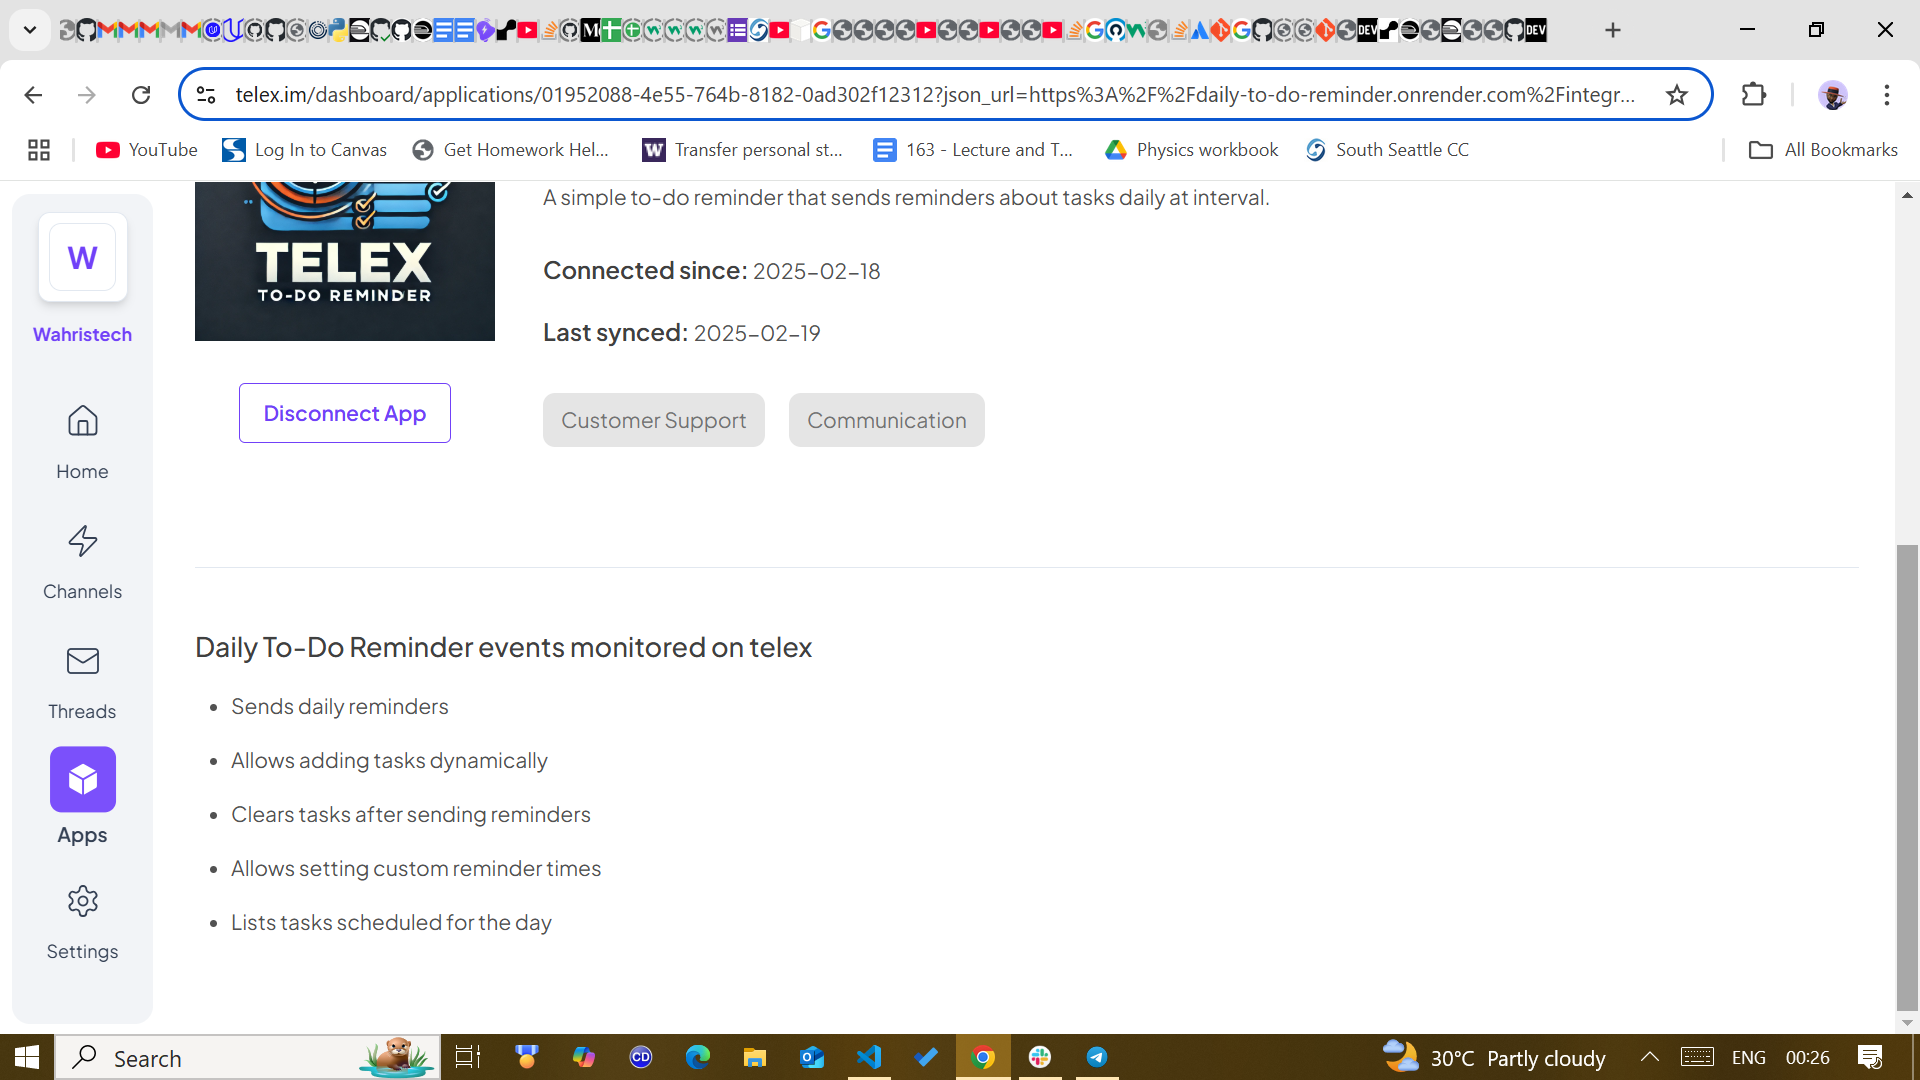 M
DEV
DEV
telex.im/dashboard/applications/01952088-4e55-764b-8182-0ad302f12312?json_url=https%3A%2F%2Fdaily-to-do-reminder.onrender.com%2Fintegr...
YouTube
Log In to Canvas
Get Homework Hel...
Transfer personal st...
163 - Lecture and T...
Physics workbook
South Seattle CC
All Bookmarks
W
Wahristech
Home
Channels
Threads
Apps
Settings
TELEX
TO-DO REMINDER
Disconnect App
A simple to-do reminder that sends reminders about tasks daily at interval.
Connected since: 2025-02-18
Last synced: 2025-02-19
Customer Support
Communication
Daily To-Do Reminder events monitored on telex
• Sends daily reminders
• Allows adding tasks dynamically
• Clears tasks after sending reminders
• Allows setting custom reminder times
• Lists tasks scheduled for the day
Search
CD
30°C Partly cloudy
ENG
00:26